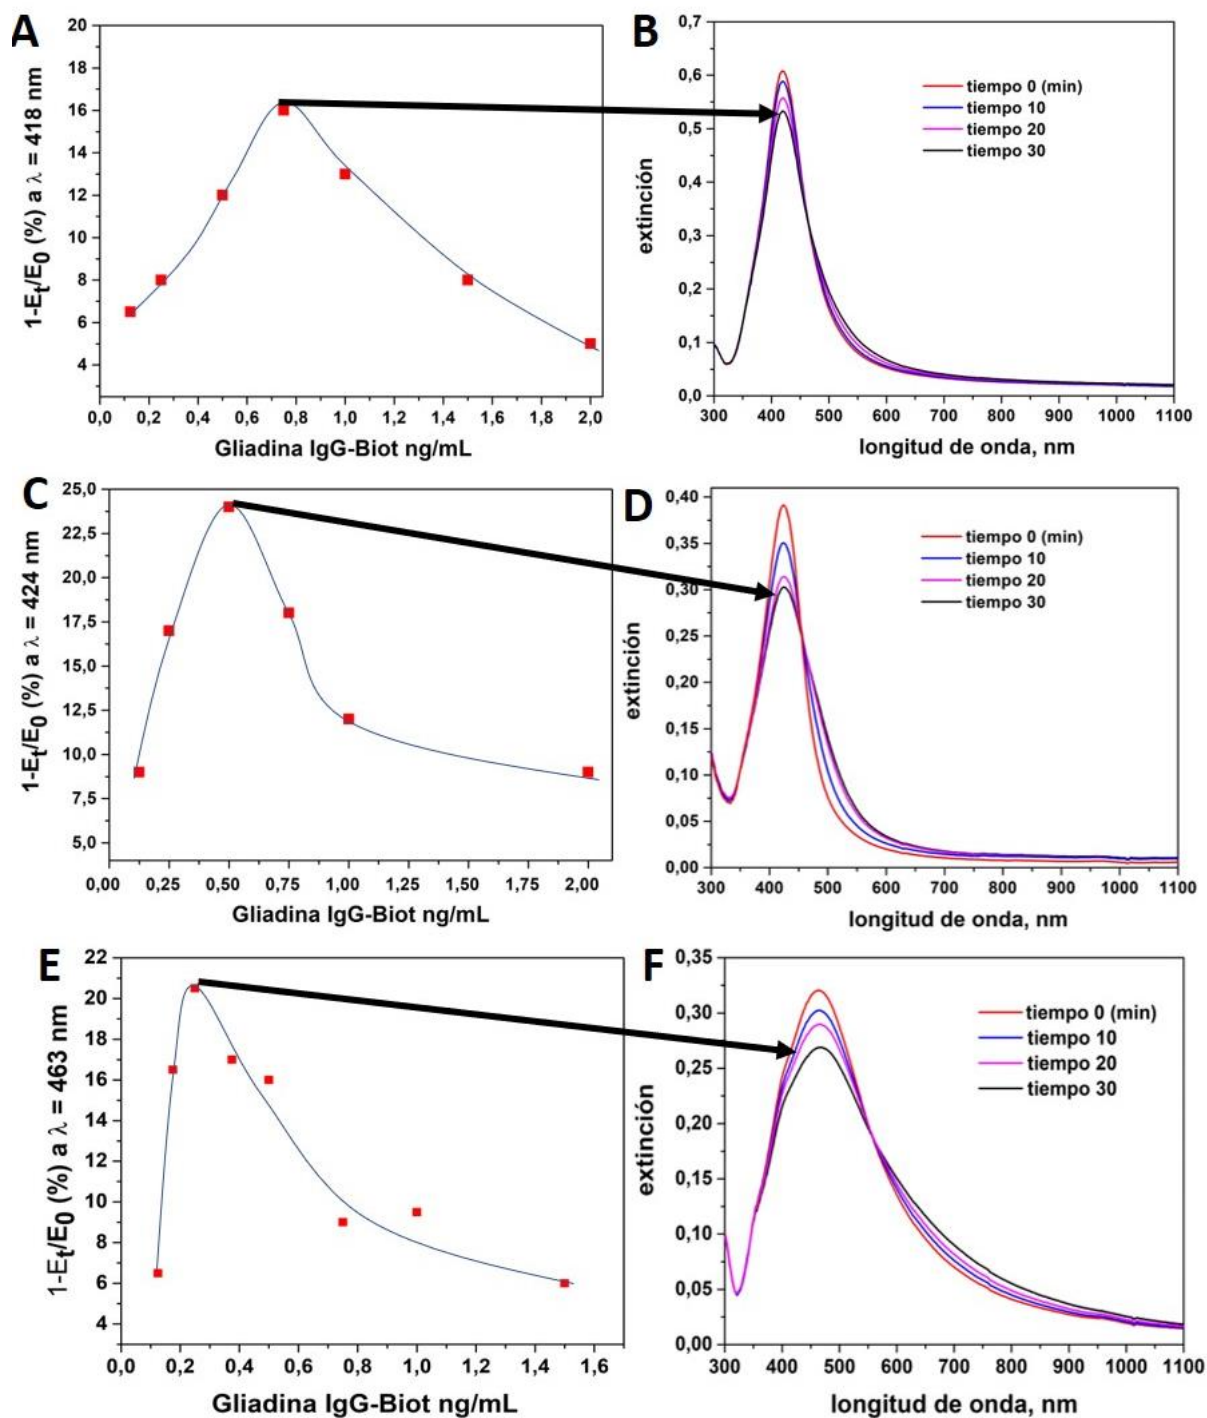 A
1-Et/E0 (%) a λ = 418 nm
20
18
16
14
12
10
8
6
4
0,0 0,2 0,4 0,6 0,8 1,0 1,2 1,4 1,6 1,8 2,0
Gliadina IgG-Biot ng/mL
B
extinción
0,7
0,6
0,5
0,4
0,3
0,2
0,1
0,0
tiempo 0 (min)
tiempo 10
tiempo 20
tiempo 30
300 400 500 600 700 800 900 1000 1100
longitud de onda, nm
C
1-Et/E0 (%) a λ = 424 nm
25,0
22,5
20,0
17,5
15,0
12,5
10,0
7,5
5,0
0,00 0,25 0,50 0,75 1,00 1,25 1,50 1,75 2,00
Gliadina IgG-Biot ng/mL
D
extinción
0,40
0,35
0,30
0,25
0,20
0,15
0,10
0,05
0,00
tiempo 0 (min)
tiempo 10
tiempo 20
tiempo 30
300 400 500 600 700 800 900 1000 1100
longitud de onda, nm
E
1-Et/E0 (%) a λ = 463 nm
22
20
18
16
14
12
10
8
6
4
0,0 0,2 0,4 0,6 0,8 1,0 1,2 1,4 1,6
Gliadina IgG-Biot ng/mL
F
extinción
0,35
0,30
0,25
0,20
0,15
0,10
0,05
0,00
tiempo 0 (min)
tiempo 10
tiempo 20
tiempo 30
300 400 500 600 700 800 900 1000 1100
longitud de onda, nm